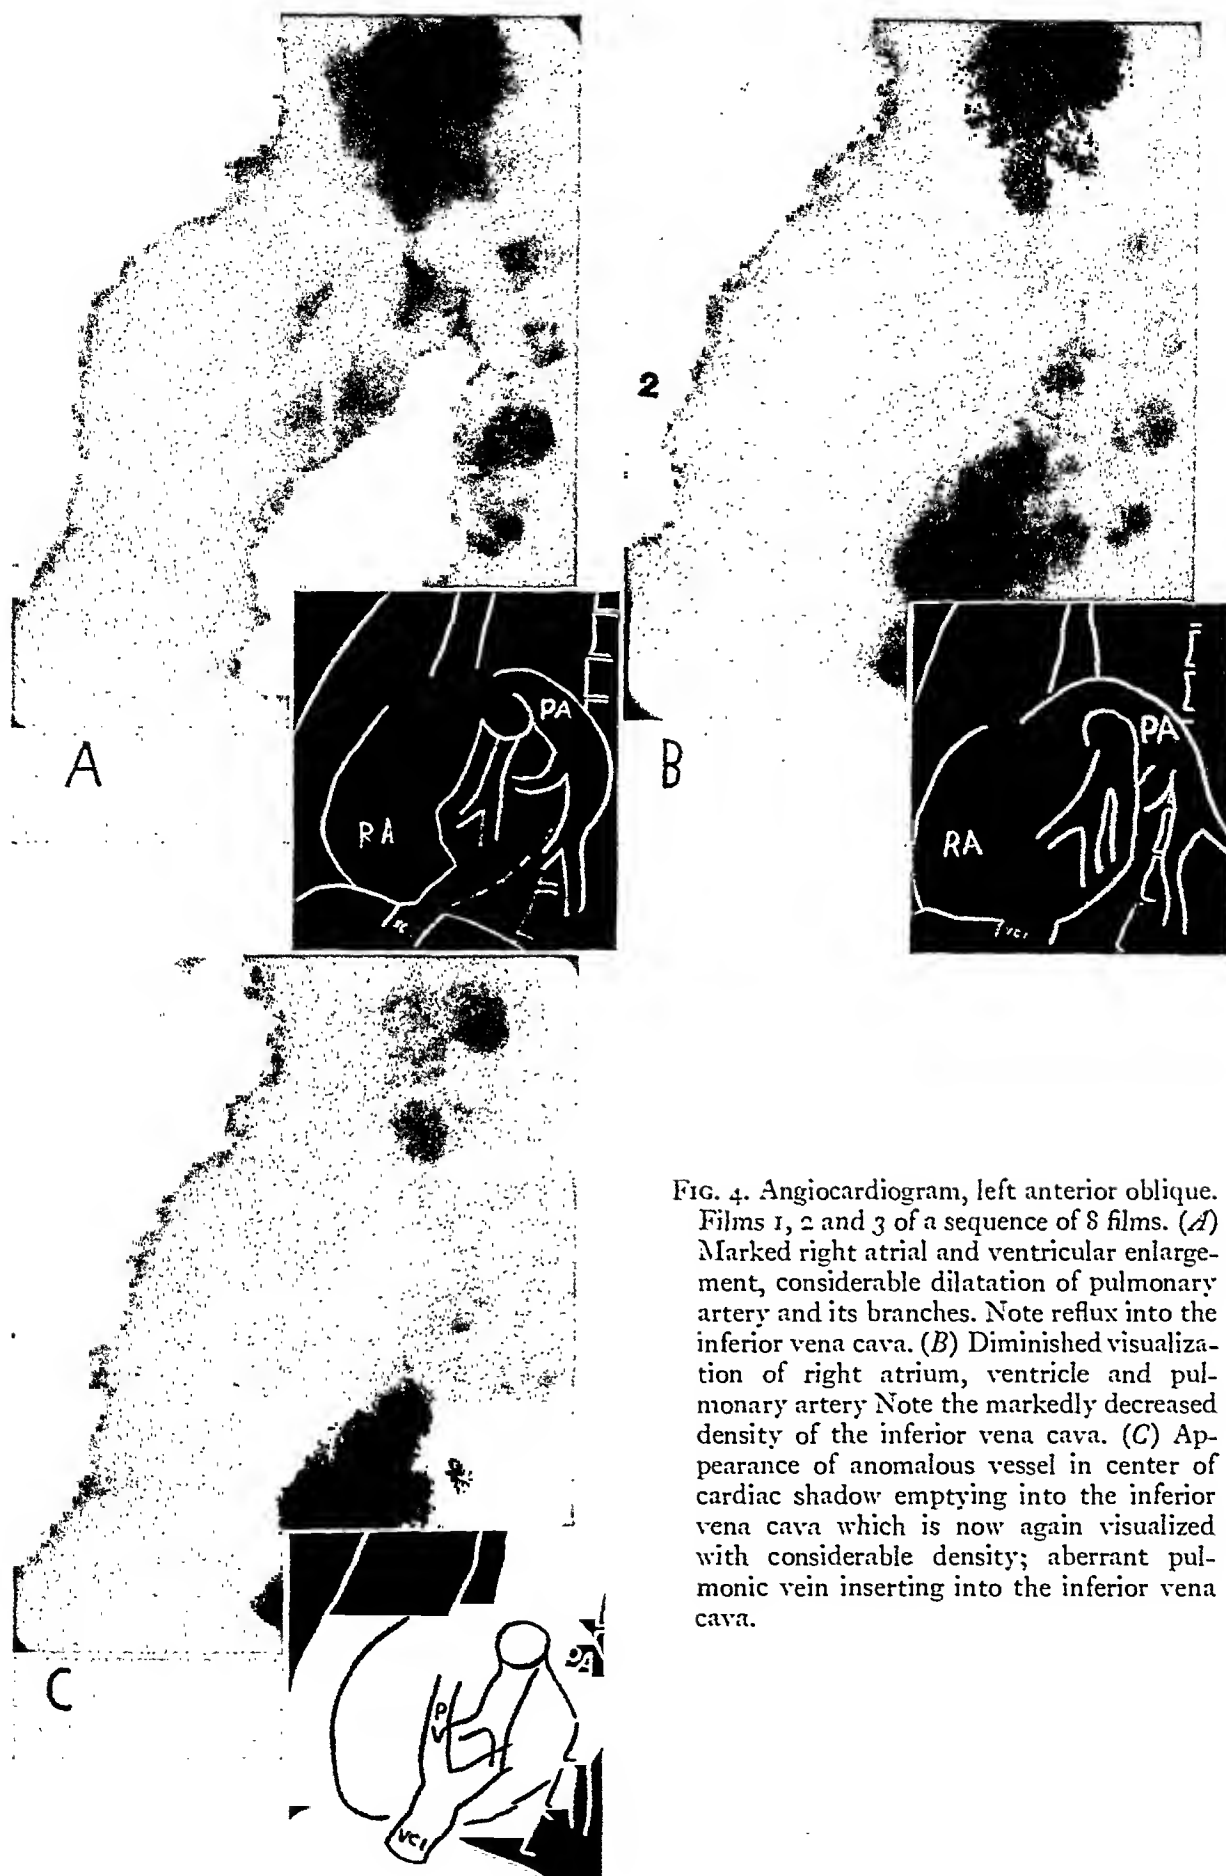 2
A
PA
RA
B
PA
RA
VCI
C
PA
PV
VCI
FIG. 4. Angiocardiogram, left anterior oblique.
Films 1, 2 and 3 of a sequence of 8 films. (A)
Marked right atrial and ventricular enlarge-
ment, considerable dilatation of pulmonary
artery and its branches. Note reflux into the
inferior vena cava. (B) Diminished visualiza-
tion of right atrium, ventricle and pul-
monary artery Note the markedly decreased
density of the inferior vena cava. (C) Ap-
pearance of anomalous vessel in center of
cardiac shadow emptying into the inferior
vena cava which is now again visualized
with considerable density; aberrant pul-
monic vein inserting into the inferior vena
cava.